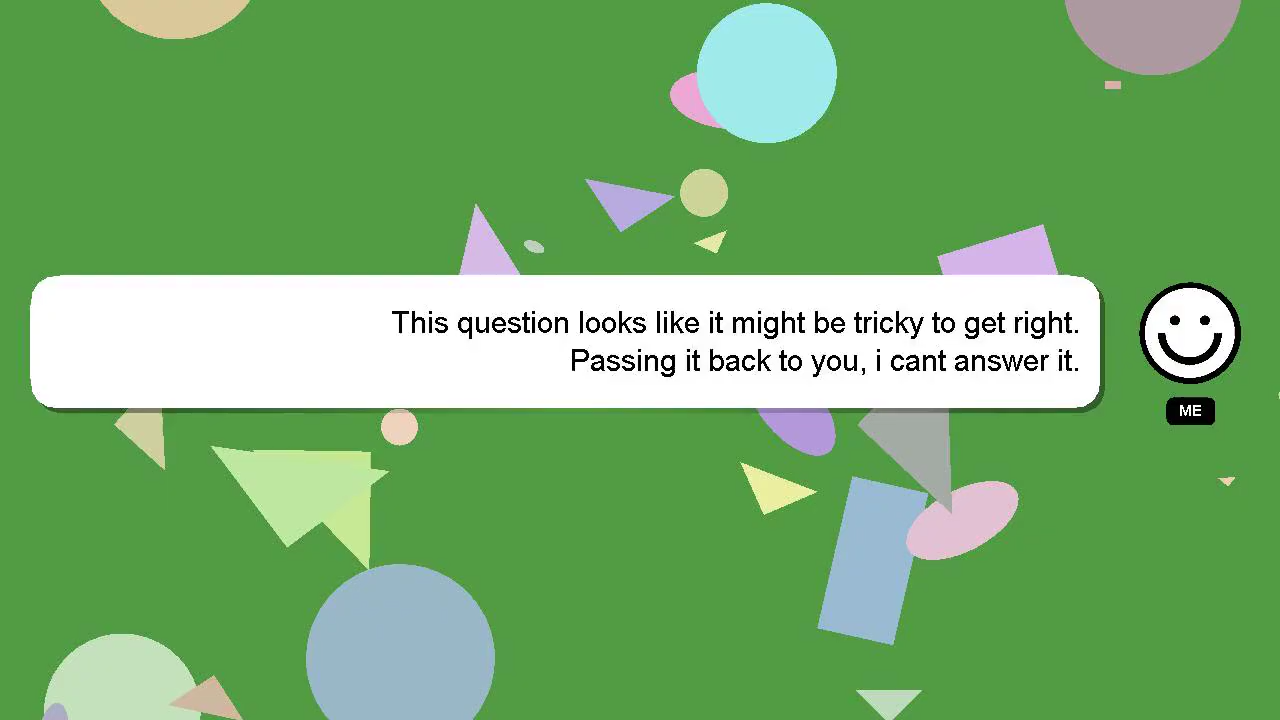 This question looks like it might be tricky to get right.
Passing it back to you, i cant answer it.
ME